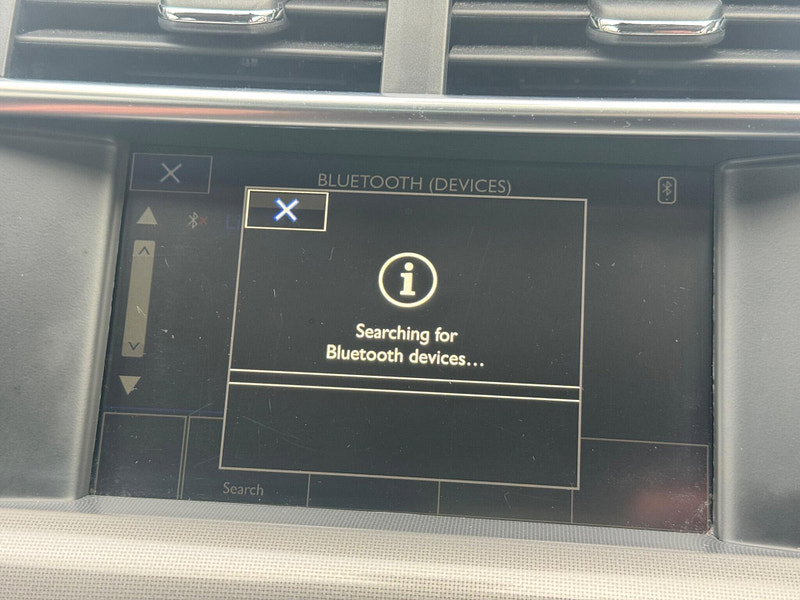 BLUETOOTH (DEVICES)
Searching for
Bluetooth devices...
Search